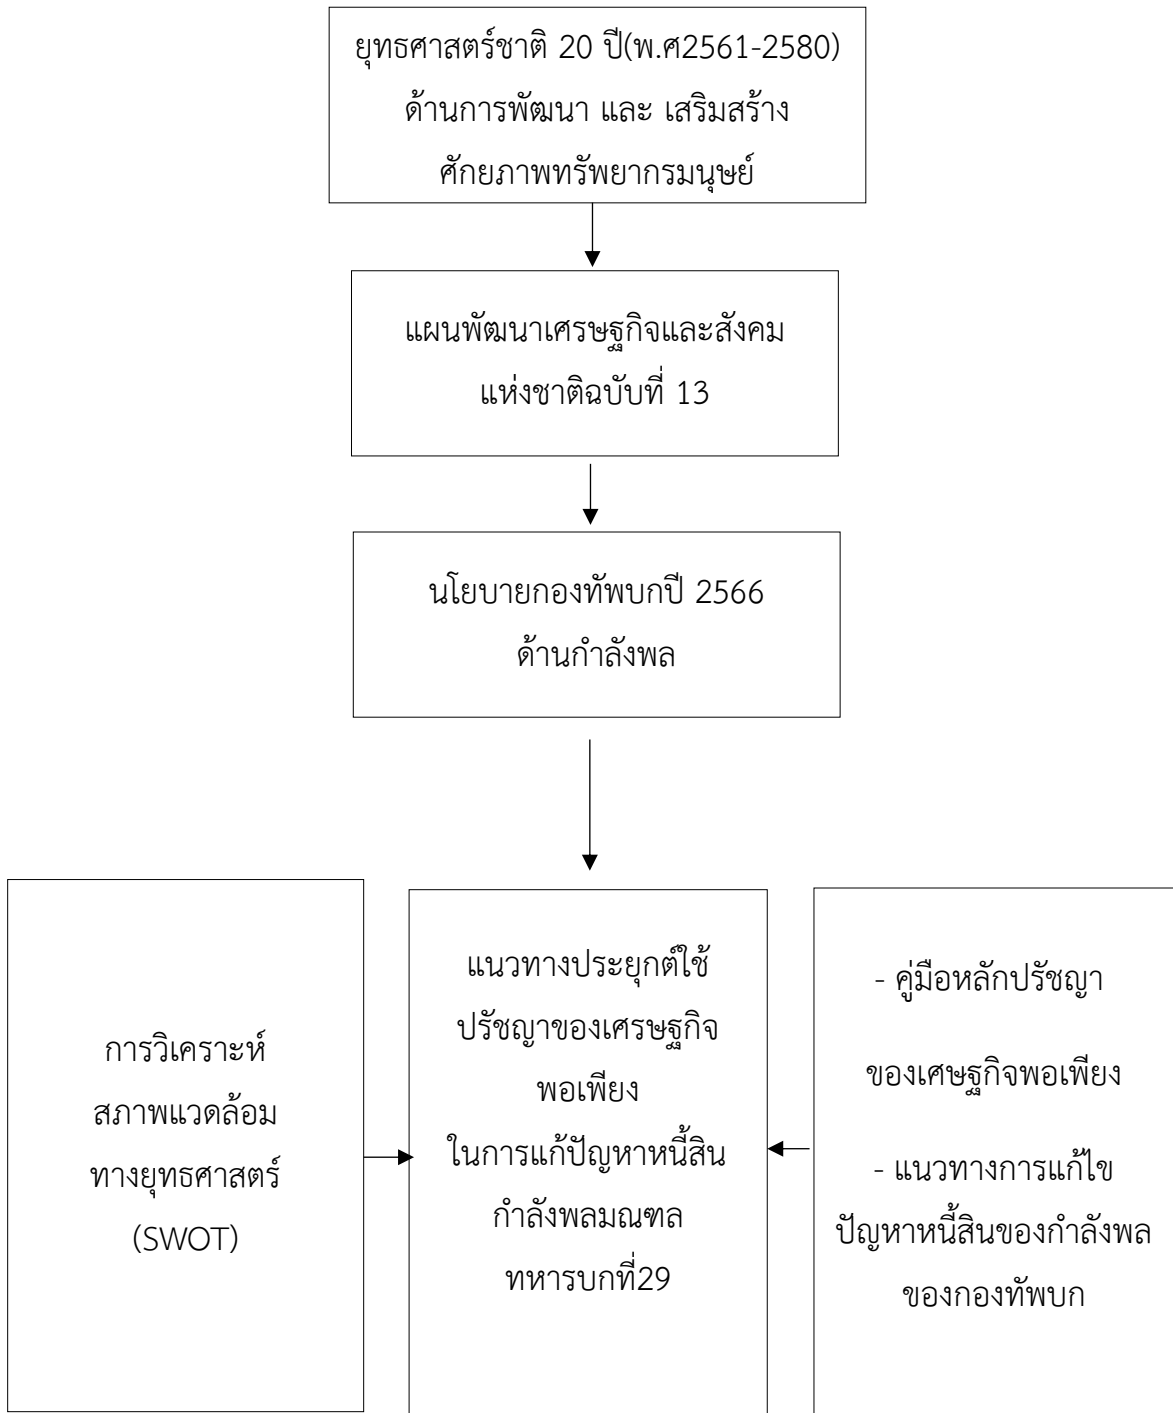 ยุทธศาสตร์ชาติ 20 ปี(พ.ศ2561-2580)
ด้านการพัฒนา และ เสริมสร้าง
ศักยภาพทรัพยากรมนุษย์
แผนพัฒนาเศรษฐกิจและสังคม
แห่งชาติฉบับที่ 13
นโยบายกองทัพบกปี 2566
ด้านกำลังพล
การวิเคราะห์
สภาพแวดล้อม
ทางยุทธศาสตร์
(SWOT)
แนวทางประยุกต์ใช้
ปรัชญาของเศรษฐกิจ
พอเพียง
ในการแก้ปัญหาหนี้สิน
กำลังพลมณฑล
ทหารบกที่29
- คู่มือหลักปรัชญา
ของเศษฐกิจพอเพียง
- แนวทางการแก้ไข
ปัญหาหนี้สินของกำลังพล
ของกองทัพบก